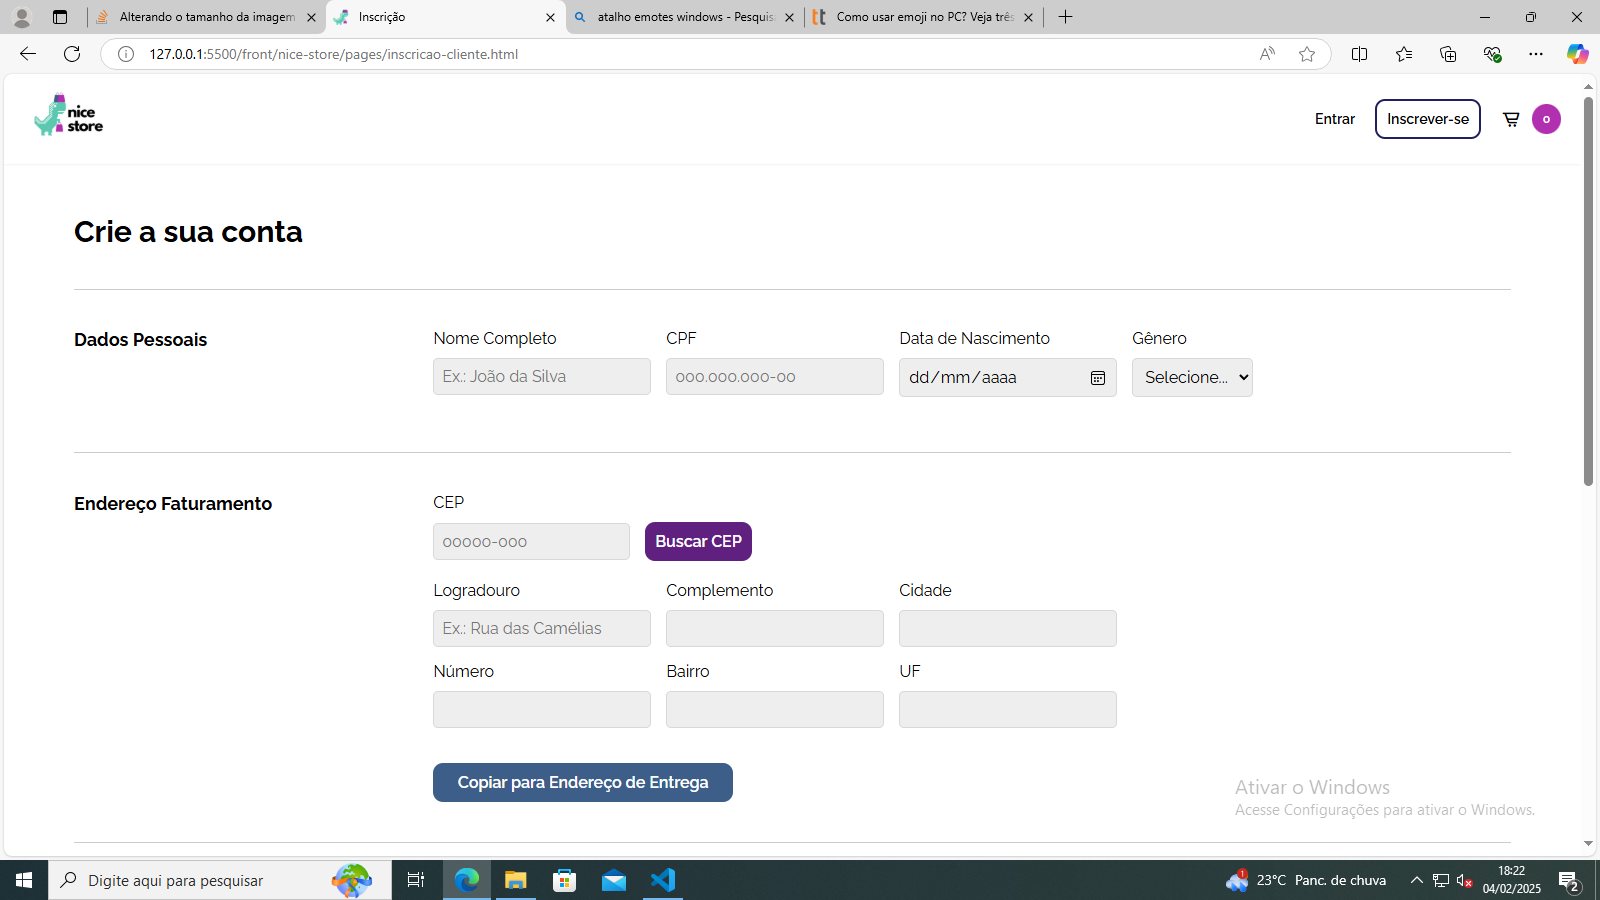 Alterando o tamanho da imagem
Inscrição
atalho emotes windows - Pesquis
Como usar emoji no PC? Veja três
127.0.0.1:5500/front/nice-store/pages/inscricao-cliente.html
nice
store
Entrar
Inscrever-se
0
Crie a sua conta
Dados Pessoais
Nome Completo
CPF
Data de Nascimento
Gênero
Ex.: João da Silva
000.000.000-00
dd/mm/aaaa
Selecione...
Endereço Faturamento
CEP
00000-000
Buscar CEP
Logradouro
Complemento
Cidade
Ex.: Rua das Camélias
Número
Bairro
UF
Copiar para Endereço de Entrega
Ativar o Windows
Acesse Configurações para ativar o Windows.
Digite aqui para pesquisar
1
23°C Panc. de chuva
18:22
04/02/2025
2